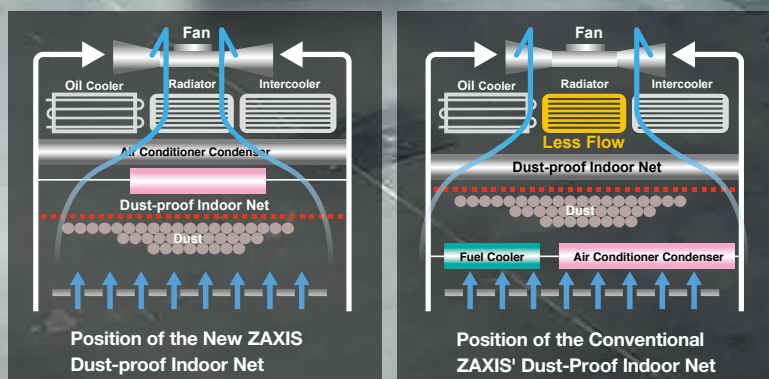 Fan
Oil Cooler
Radiator
Intercooler
Air Conditioner Condenser
Dust-proof Indoor Net
Dust
Position of the New ZAXIS
Dust-proof Indoor Net
Fan
Oil Cooler
Radiator
Intercooler
Less Flow
Dust-proof Indoor Net
Dust
Fuel Cooler
Air Conditioner Condenser
Position of the Conventional
ZAXIS' Dust-Proof Indoor Net